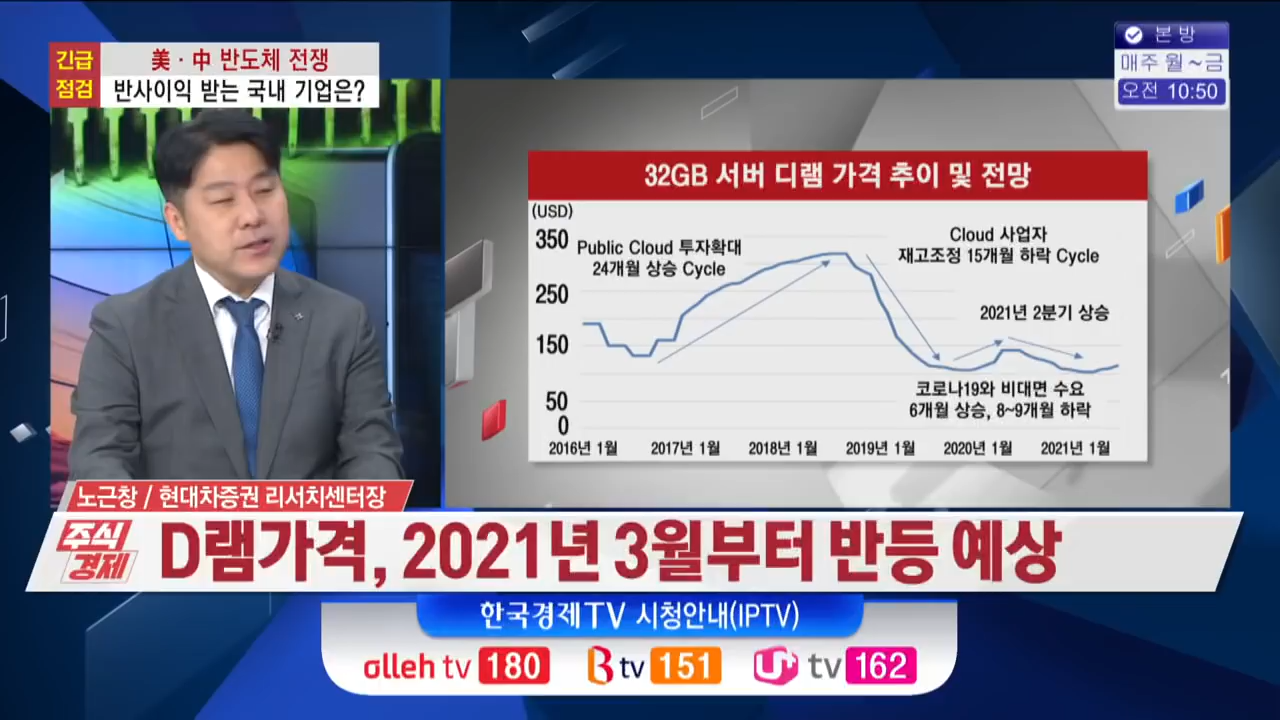 긴급
점검
美·中 반도체 전쟁
반사이익 받는 국내 기업은?
본 방
매주 월~금
오전 10:50
32GB 서버 디램 가격 추이 및 전망
(USD)
350
250
150
50
0
Public Cloud 투자확대
24개월 상승 Cycle
Cloud 사업자
재고조정 15개월 하락 Cycle
2021년 2분기 상승
코로나19와 비대면 수요
6개월 상승, 8~9개월 하락
2016년 1월 2017년 1월 2018년 1월 2019년 1월 2020년 1월 2021년 1월
노근창 / 현대차증권 리서치센터장
주식
경제
D램가격, 2021년 3월부터 반등 예상
한국경제TV 시청안내(IPTV)
olleh tv 180 B tv 151 U+ tv 162